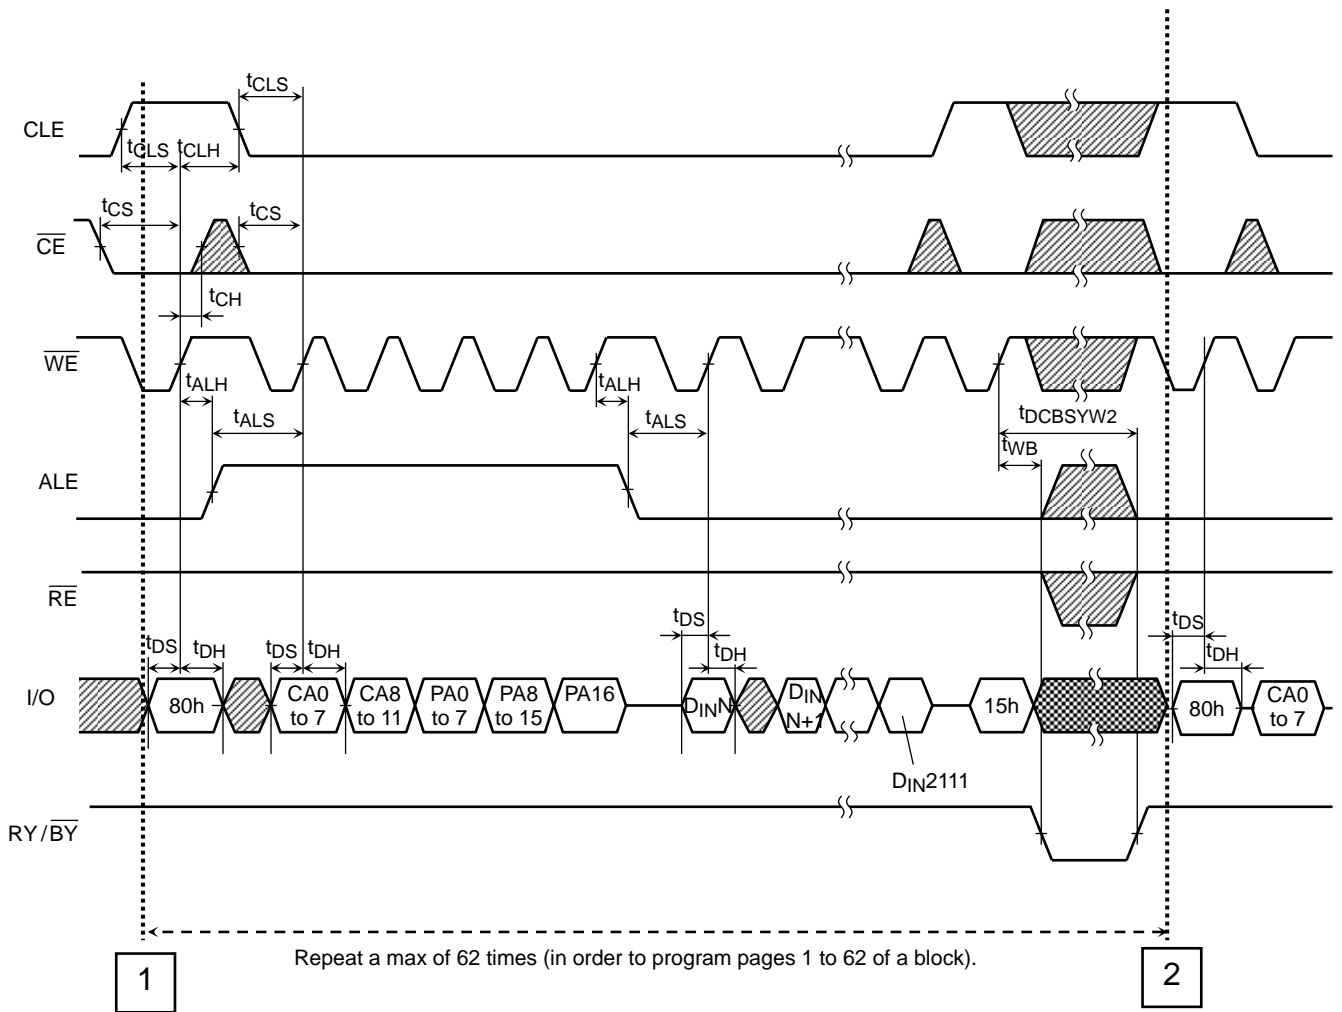 tCLS
CLE
tCLS tCLH
tCS tCS
CE
tCH
WE
tALH tALH
tDCBSYW2
tALS tALS
tWB
ALE
RE
tDS tDS
tDS tDH tDS tDH tDH tDH
I/O
80h
CA0 to 7
CA8 to 11
PA0 to 7
PA8 to 15
PA16
DINN
DIN N+1
15h
80h
CA0 to 7
DIN2111
RY/BY
Repeat a max of 62 times (in order to program pages 1 to 62 of a block).
1
2